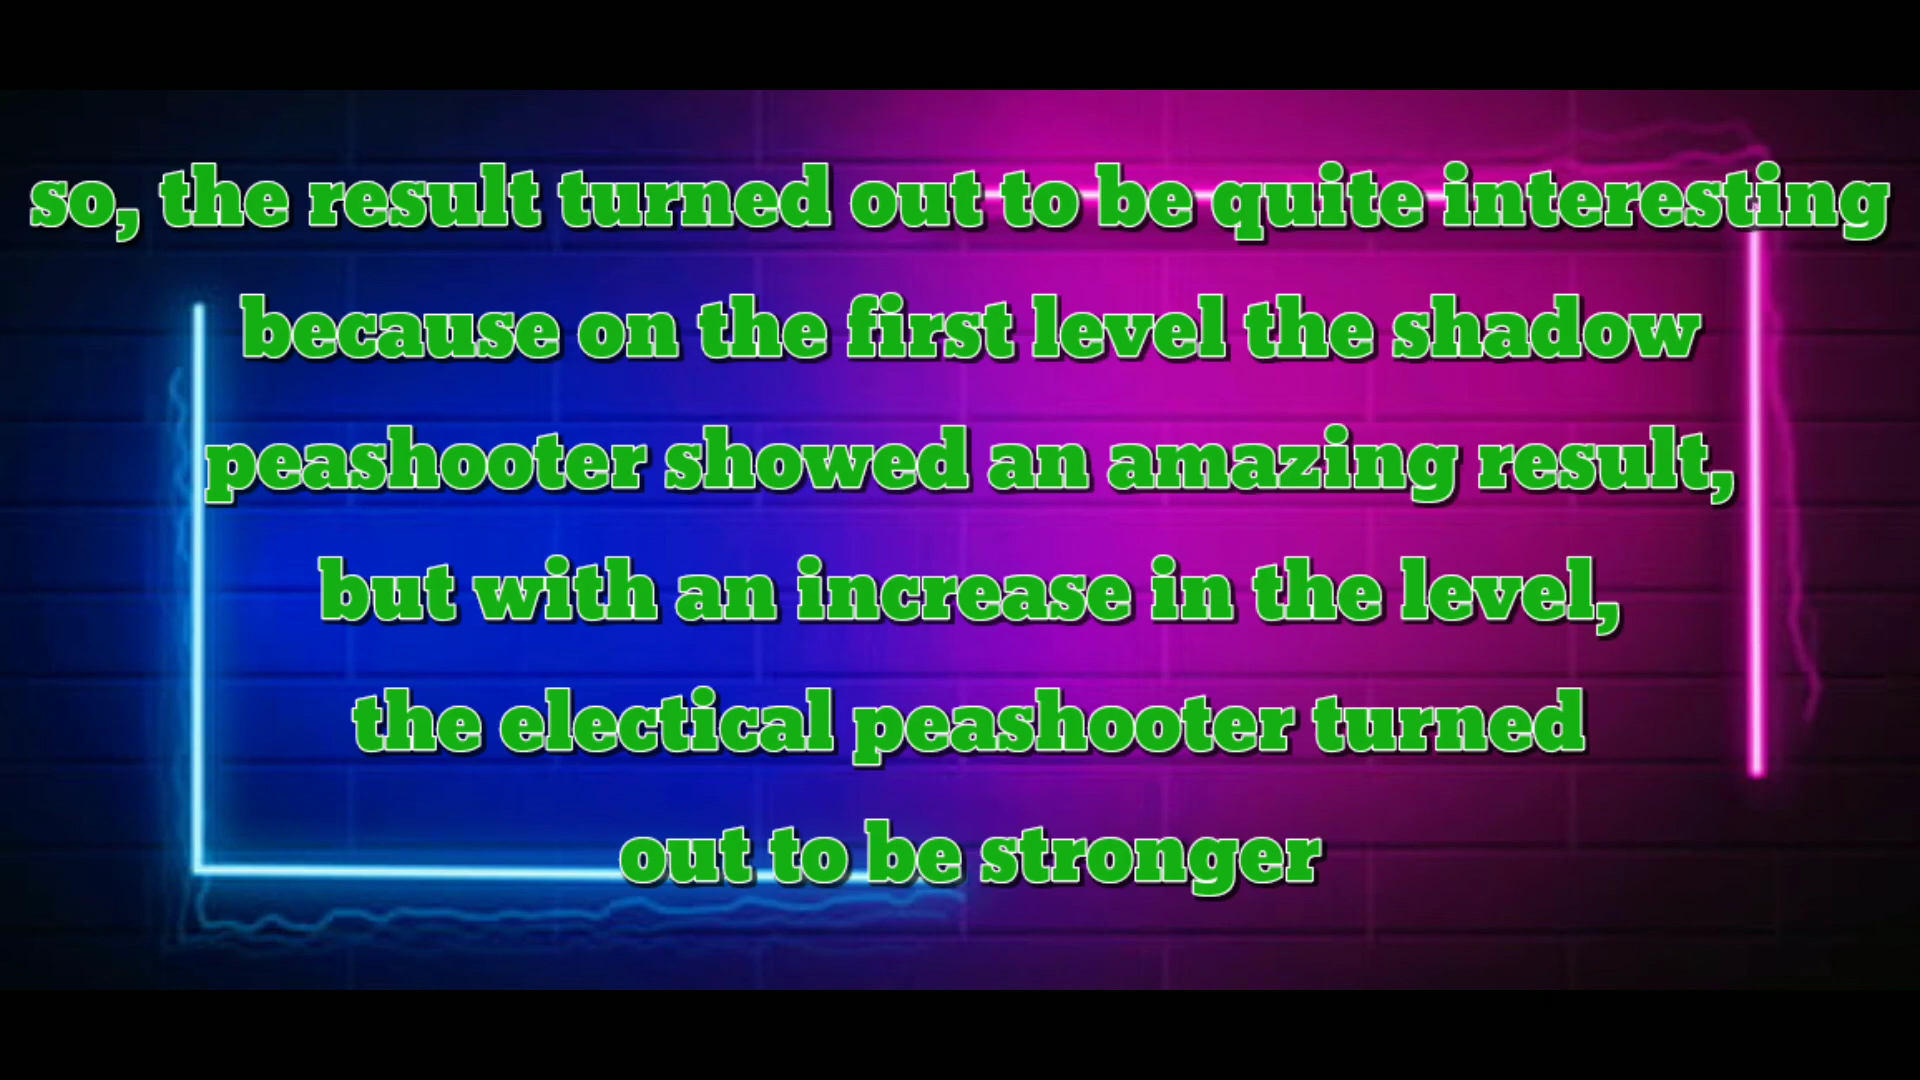 so, the result turned out to be quite interesting
because on the first level the shadow
peashooter showed an amazing result,
but with an increase in the level,
the electical peashooter turned
out to be stronger